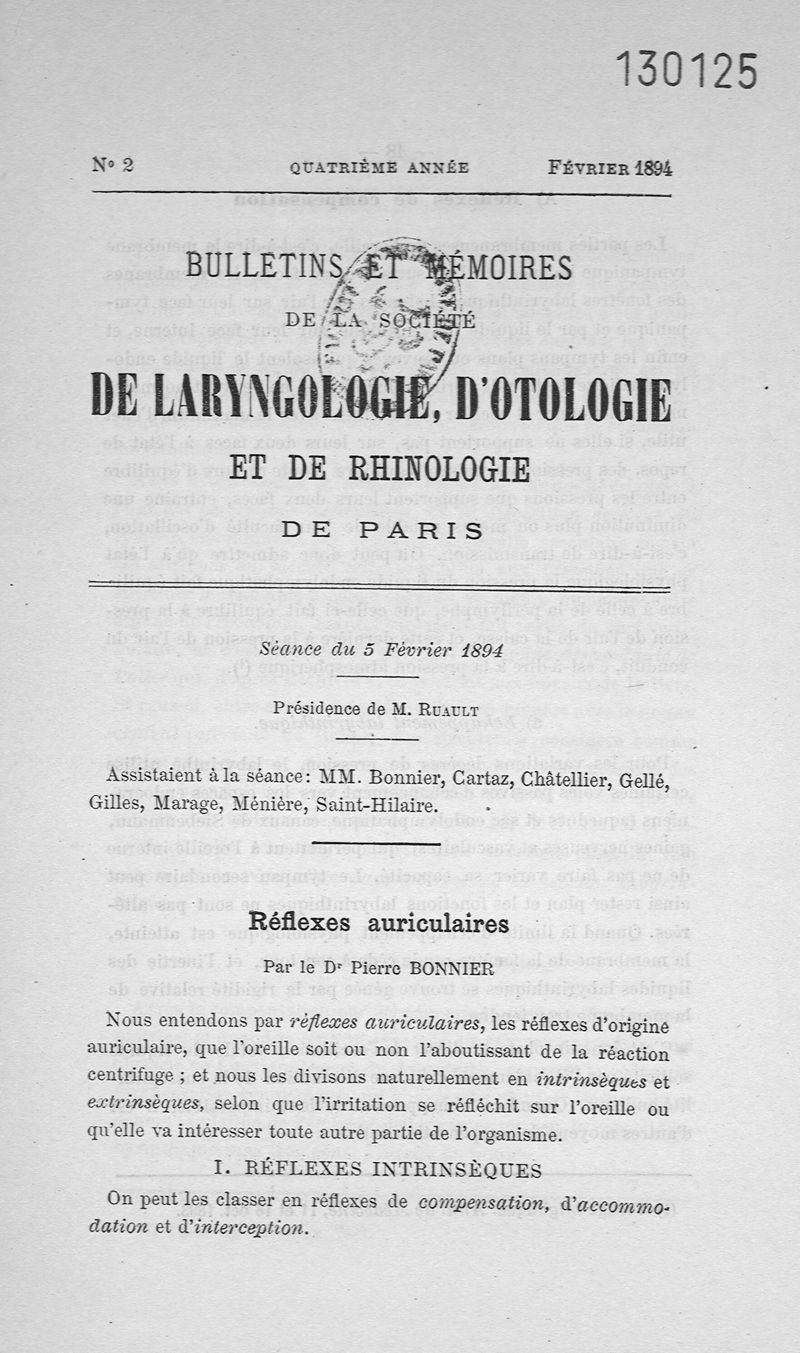 130125
Nº 2 QUATRIÈME ANNÉE FÉVRIER 1894
BULLETINS ET MÉMOIRES
DE LA SOCIÉTÉ
DE LARYNGOLOGIE, D'OTOLOGIE
ET DE RHINOLOGIE
DE PARIS
Séance du 5 Février 1894
Présidence de M. RUAULT
Assistaient à la séance: MM. Bonnier, Cartaz, Châtellier, Gellé,
Gilles, Marage, Ménière, Saint-Hilaire.
Réflexes auriculaires
Par le Dr Pierre BONNIER
Nous entendons par réflexes auriculaires, les réflexes d'origine
auriculaire, que l'oreille soit ou non l'aboutissant de la réaction
centrifuge ; et nous les divisons naturellement en intrinsèques et
extrinsèques, selon que l'irritation se réfléchit sur l'oreille ou
qu'elle va intéresser toute autre partie de l'organisme.
I. RÉFLEXES INTRINSÈQUES
On peut les classer en réflexes de compensation, d'accommo-
dation et d'interception.